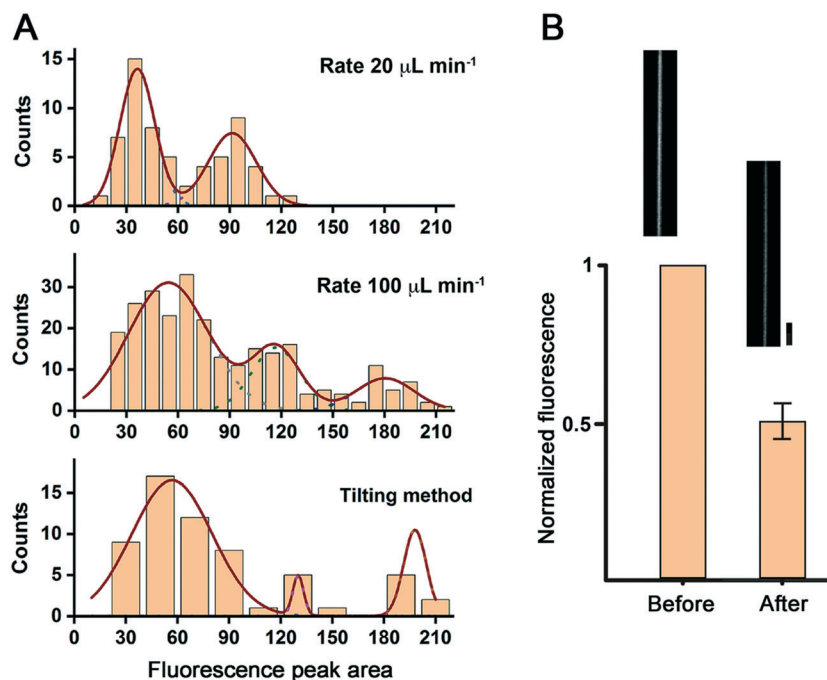 A
B
Rate 20 μL min⁻¹
Counts
15
10
5
0
0 30 60 90 120 150 180 210
Rate 100 μL min⁻¹
Counts
30
20
10
0
0 30 60 90 120 150 180 210
Tilting method
Counts
15
10
5
0
0 30 60 90 120 150 180 210
Fluorescence peak area
Normalized fluorescence
1
0.5
Before After